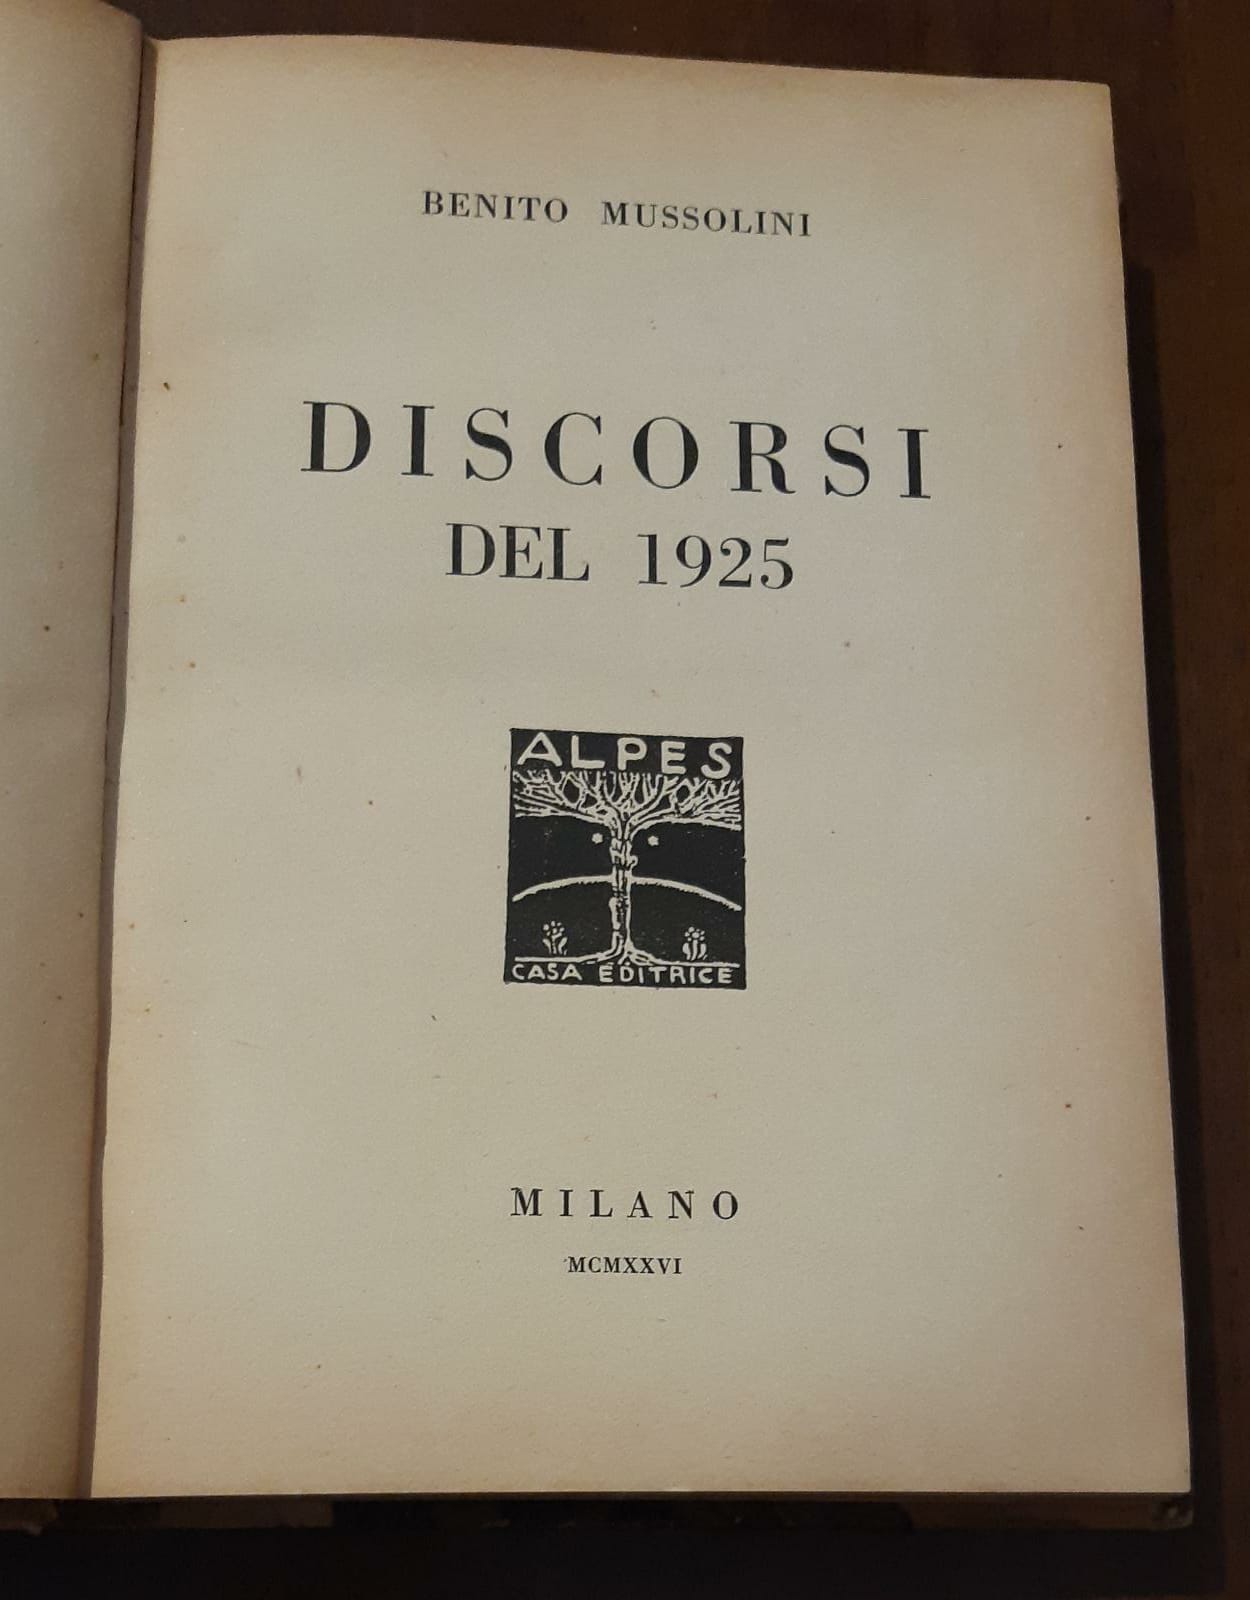 BENITO MUSSOLINI
DISCORSI
DEL 1925
ALPES
CASA EDITRICE
MILANO
MCMXXVI